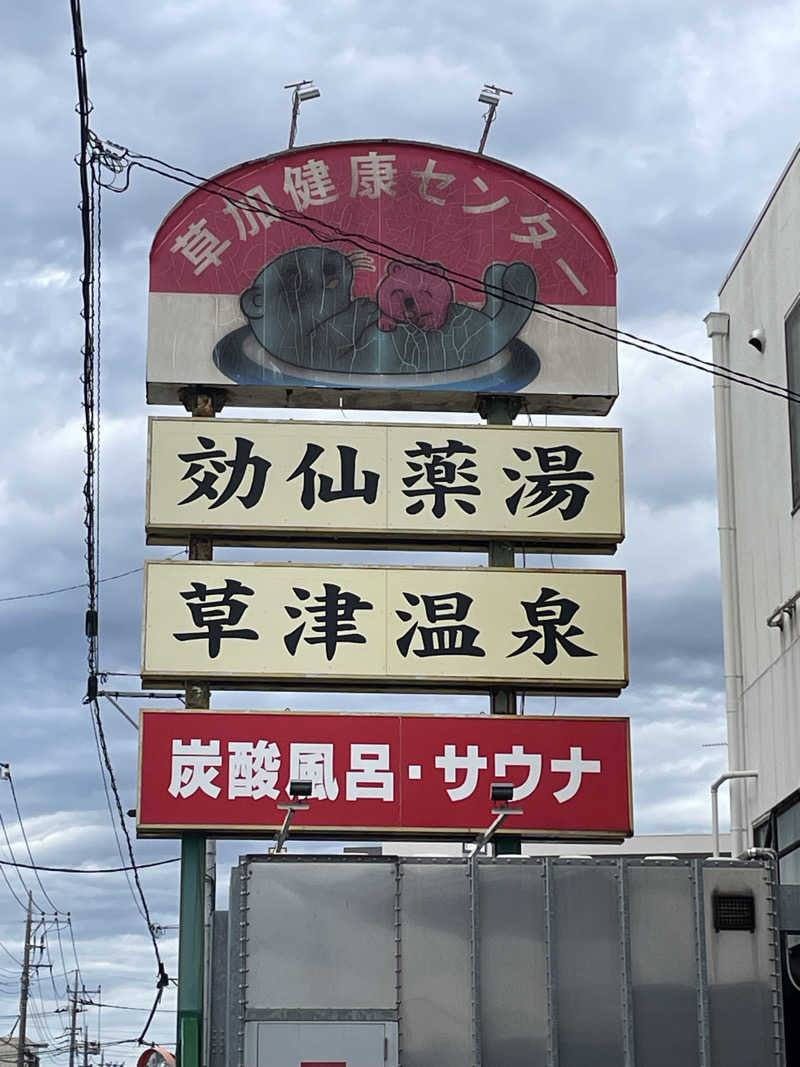 草加健康センター
効仙薬湯
草津温泉
炭酸風呂・サウナ